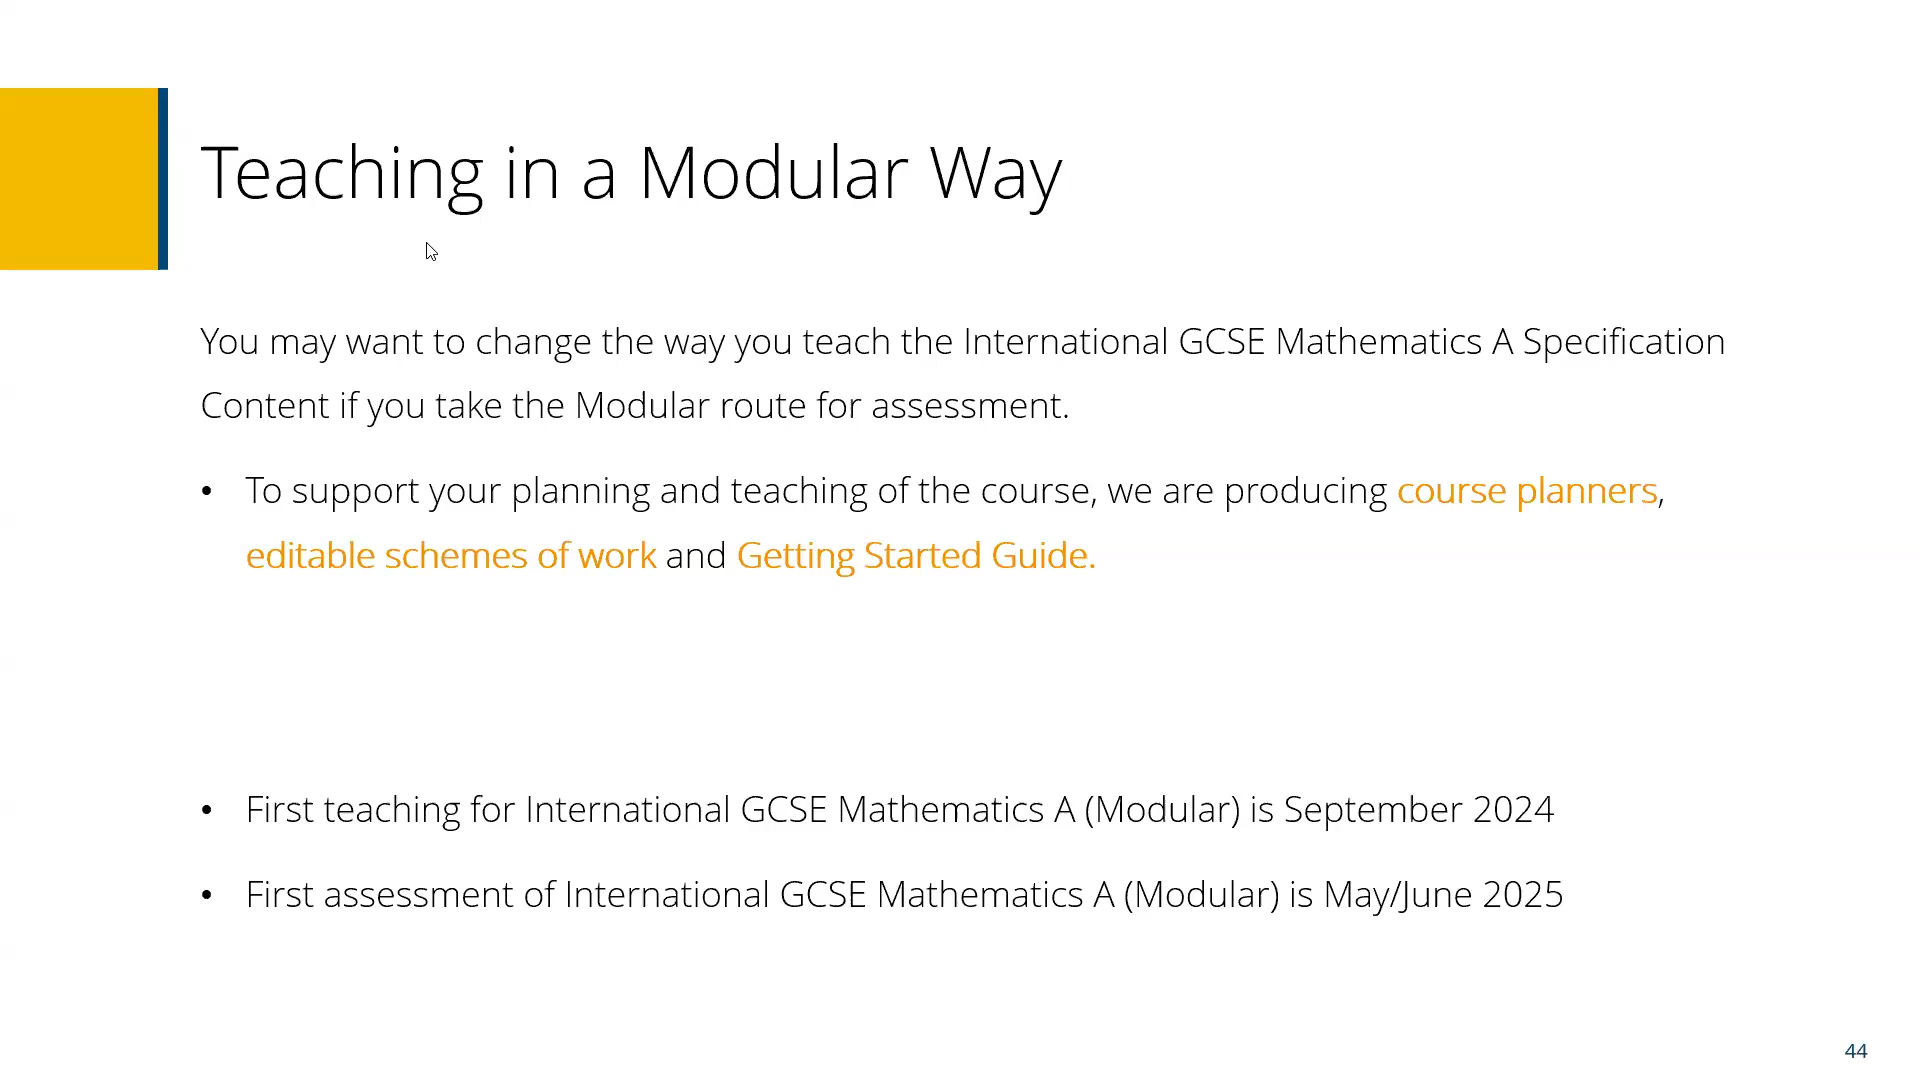 Teaching in a Modular Way
You may want to change the way you teach the International GCSE Mathematics A Specification
Content if you take the Modular route for assessment.
• To support your planning and teaching of the course, we are producing course planners,
editable schemes of work and Getting Started Guide.
• First teaching for International GCSE Mathematics A (Modular) is September 2024
• First assessment of International GCSE Mathematics A (Modular) is May/June 2025
44